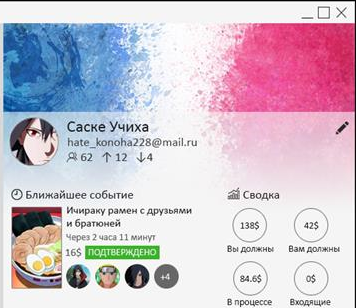 Саске Учиха
hate_konoha228@mail.ru
62 12 4
Ближайшее событие
Ичираку рамен с друзьями
и братюней
Через 2 часа 11 минут
16$ ПОДТВЕРЖДЕНО
+4
Сводка
138$ 42$
Вы должны Вам должны
84.6$ 0$
В процессе Входящие